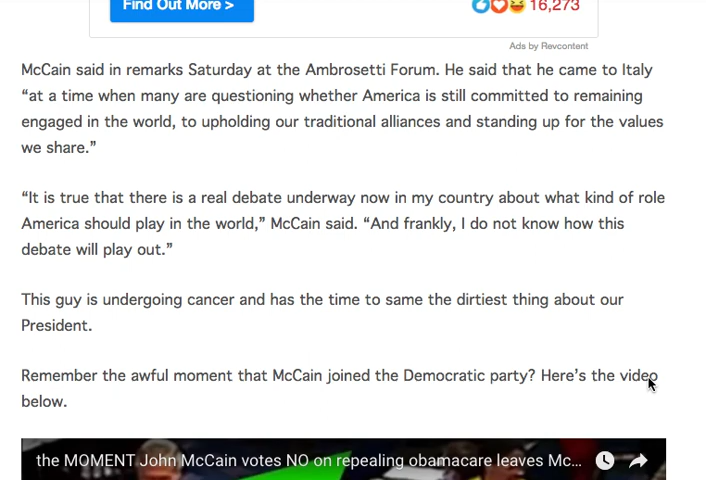 Find Out More >
16,273
Ads by Revcontent
McCain said in remarks Saturday at the Ambrosetti Forum. He said that he came to Italy
“at a time when many are questioning whether America is still committed to remaining
engaged in the world, to upholding our traditional alliances and standing up for the values
we share.”
“It is true that there is a real debate underway now in my country about what kind of role
America should play in the world,” McCain said. “And frankly, I do not know how this
debate will play out.”
This guy is undergoing cancer and has the time to same the dirtiest thing about our
President.
Remember the awful moment that McCain joined the Democratic party? Here’s the video
below.
the MOMENT John McCain votes NO on repealing obamacare leaves Mc...